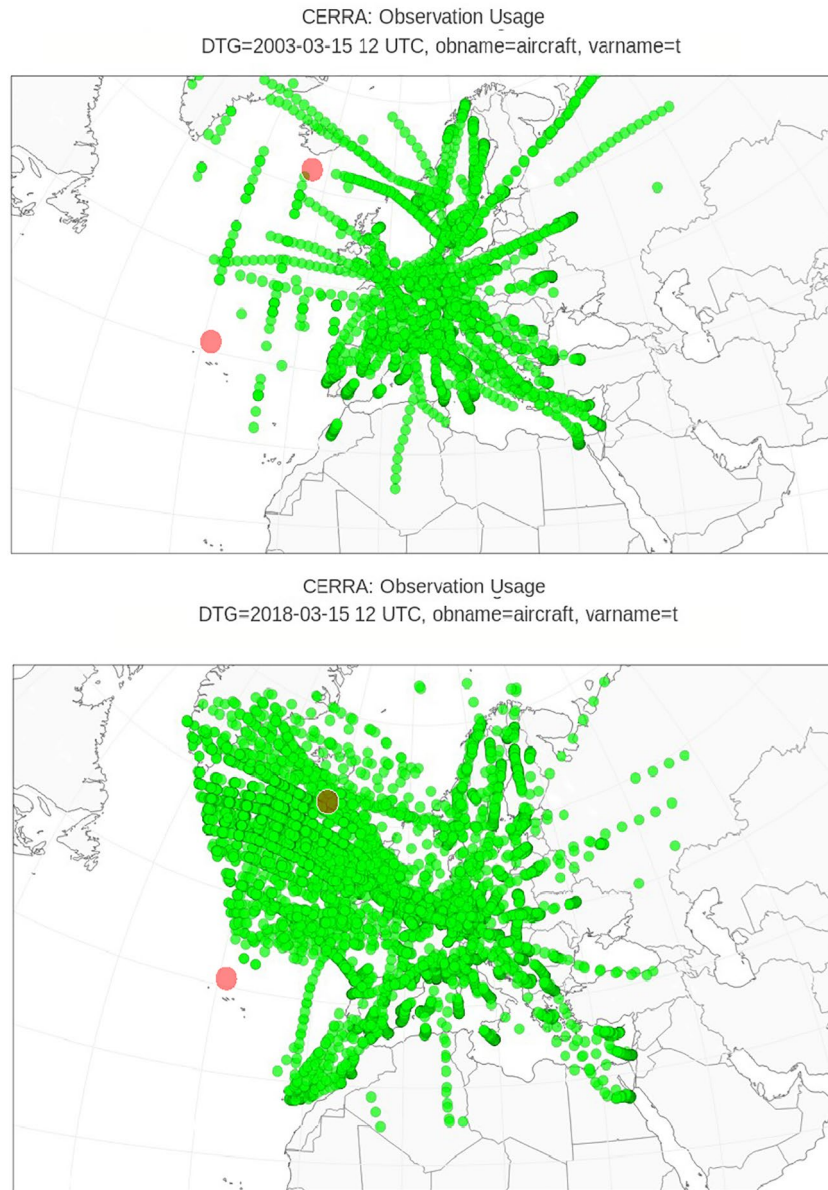 CERRA: Observation Usage
DTG=2003-03-15 12 UTC, obname=aircraft, varname=t
CERRA: Observation Usage
DTG=2018-03-15 12 UTC, obname=aircraft, varname=t